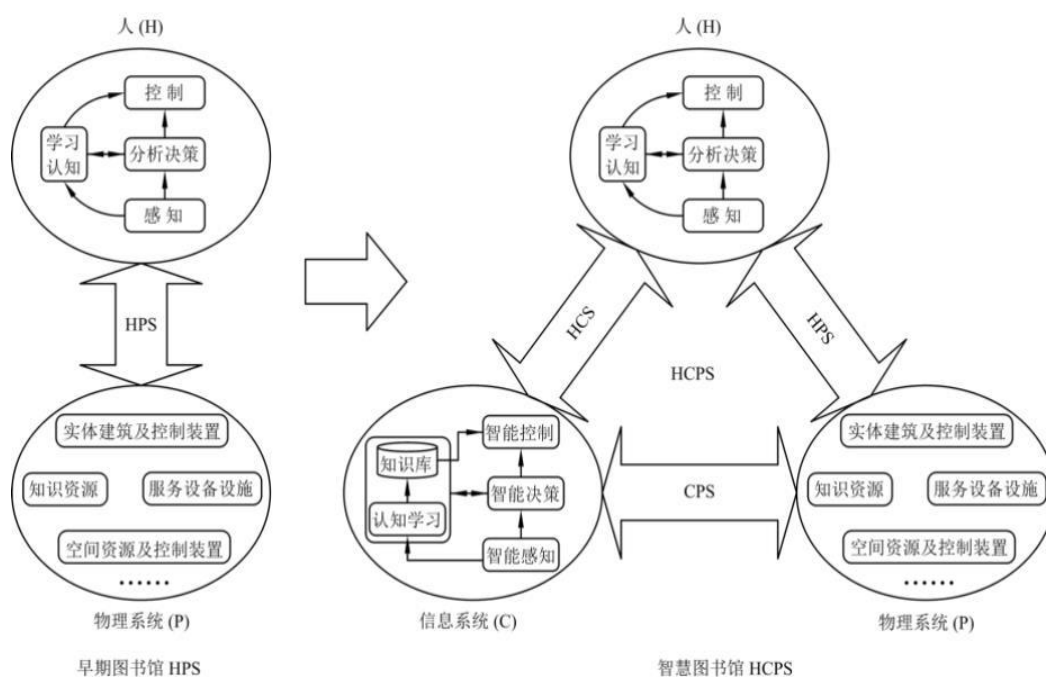 人 (H)
控 制
学习
认知
分析决策
感 知
HPS
实体建筑及控制装置
知识资源
服务设备设施
空间资源及控制装置
……
物理系统 (P)
早期图书馆 HPS
人 (H)
控 制
学习
认知
分析决策
感 知
HCS
HPS
HCPS
智能控制
知识库
智能决策
认知学习
智能感知
信息系统 (C)
CPS
实体建筑及控制装置
知识资源
服务设备设施
空间资源及控制装置
……
物理系统 (P)
智慧图书馆 HCPS